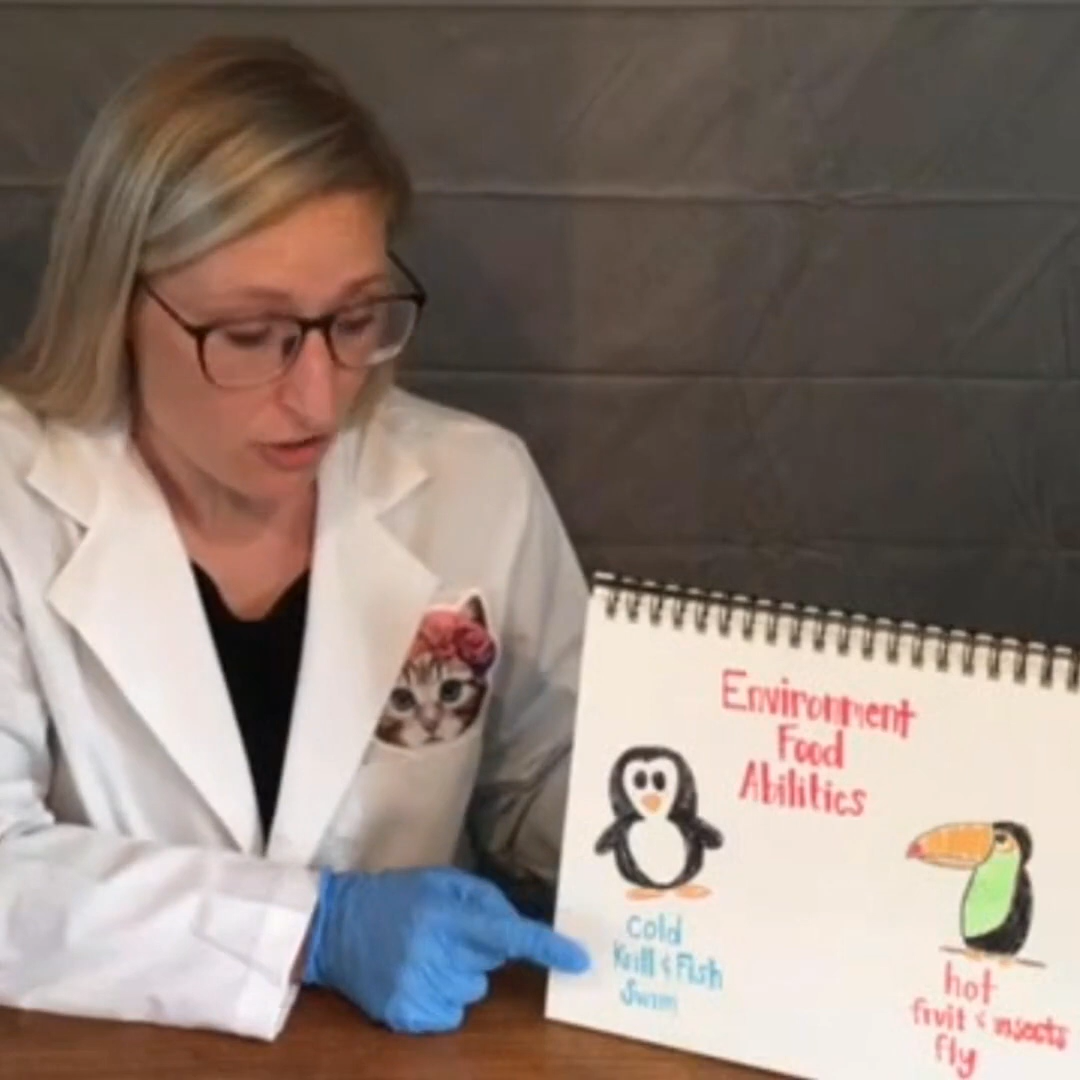 Environment
Food
Abilities
cold
Krill & Fish
Swim
hot
fruit & insects
fly